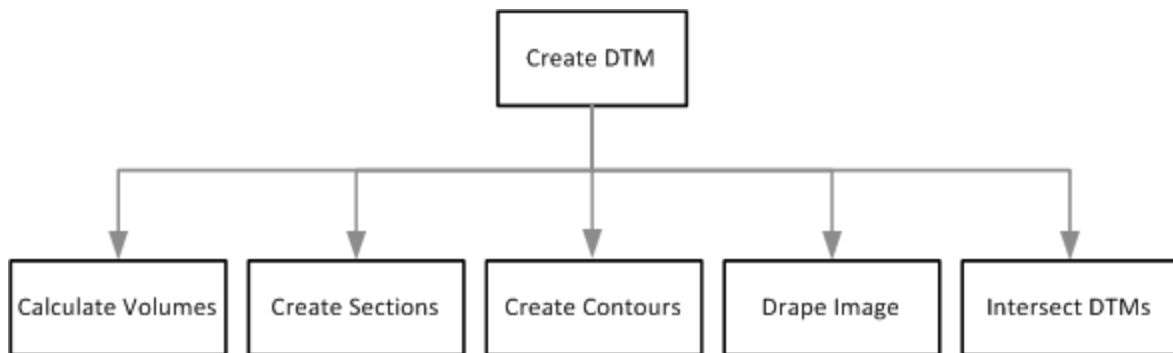 Create DTM
Calculate Volumes
Create Sections
Create Contours
Drape Image
Intersect DTMs